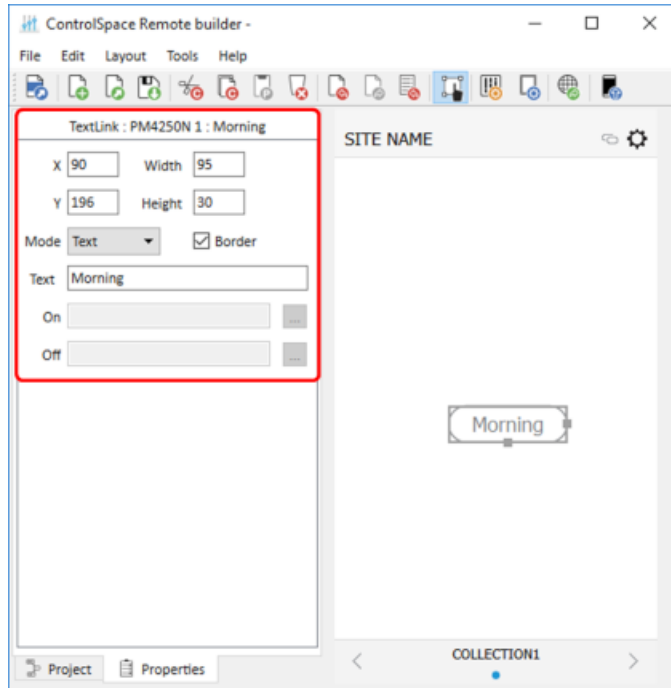 ControlSpace Remote builder -
File Edit Layout Tools Help
TextLink : PM4250N 1 : Morning
X 90 Width 95
Y 196 Height 30
Mode Text Border
Text Morning
On ...
Off ...
Project Properties
SITE NAME
Morning
COLLECTION1